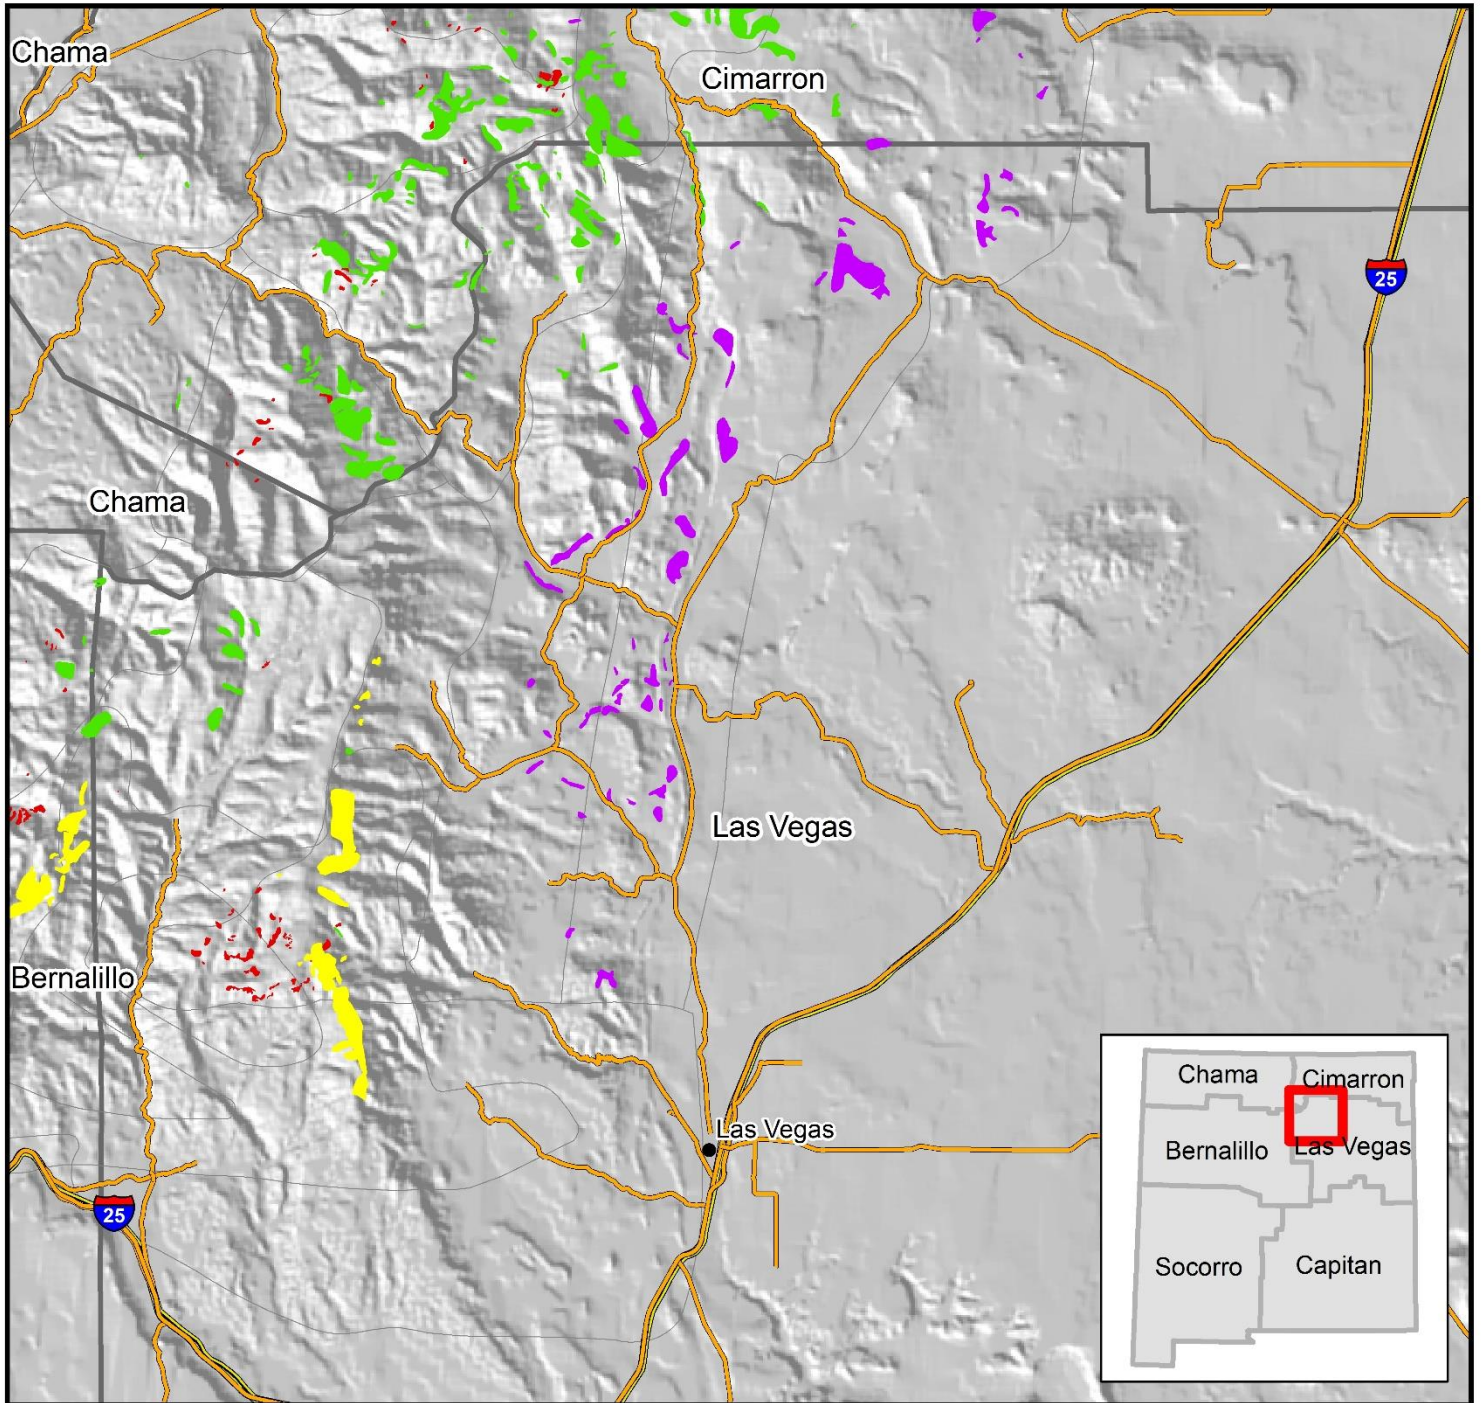 Chama
Cimarron
25
Chama
Las Vegas
Bernalillo
Las Vegas
25
Chama
Cimarron
Bernalillo
Las Vegas
Socorro
Capitan